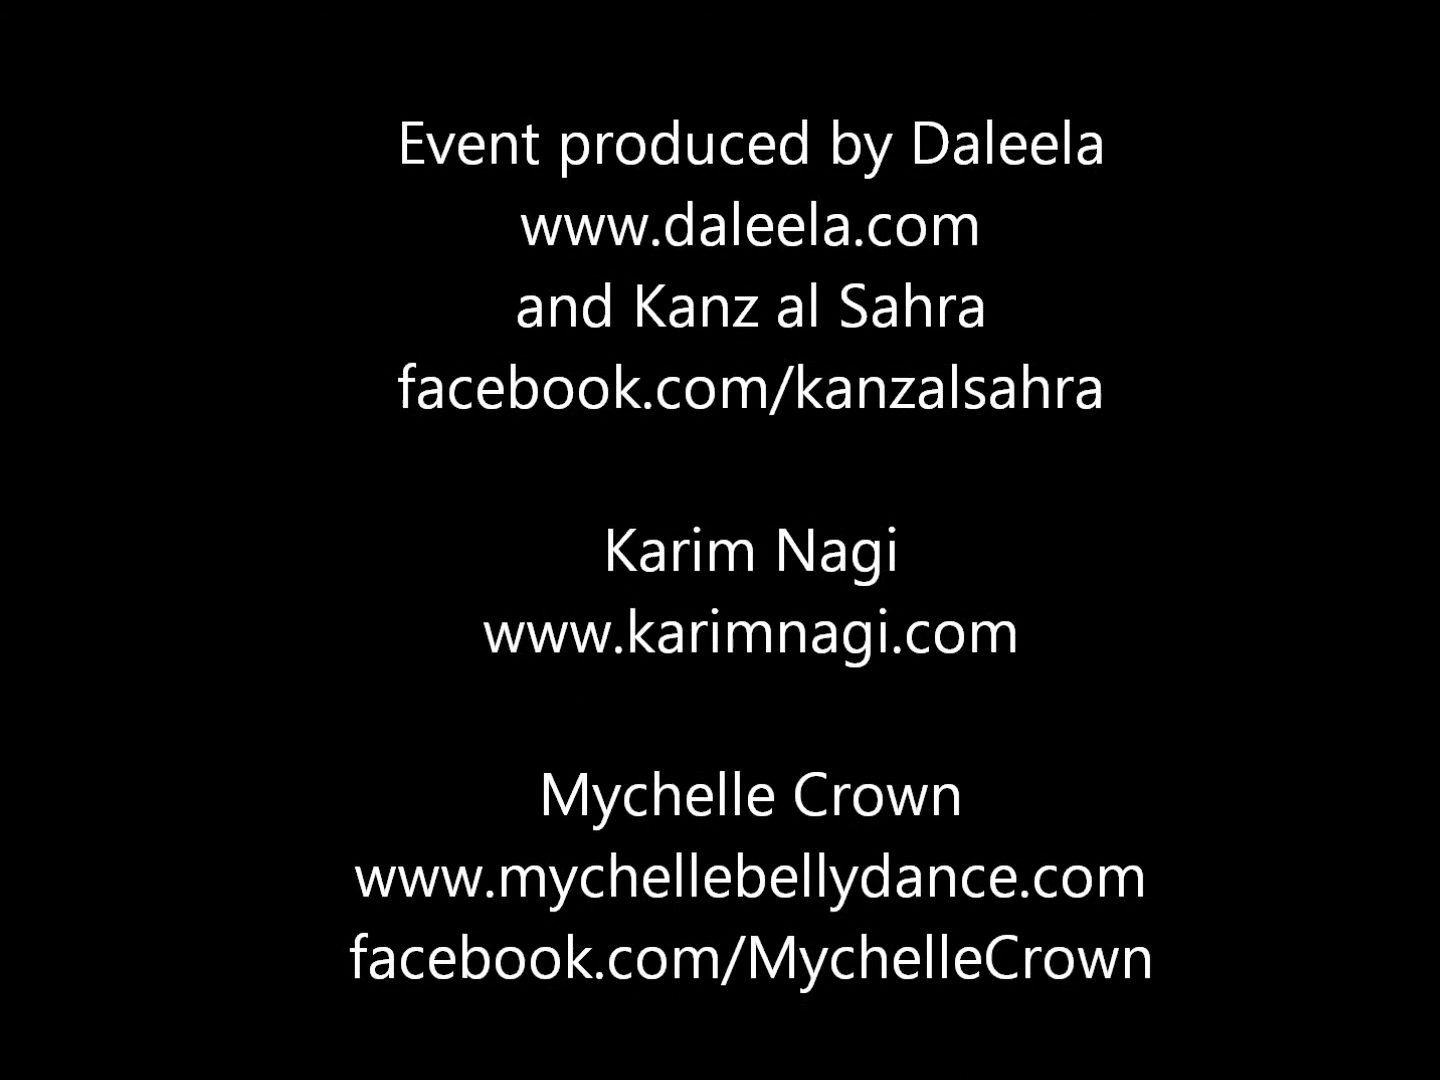 Event produced by Daleela
www.daleela.com
and Kanz al Sahra
facebook.com/kanzalsahra
Karim Nagi
www.karimnagi.com
Mychelle Crown
www.mychellebellydance.com
facebook.com/MychelleCrown